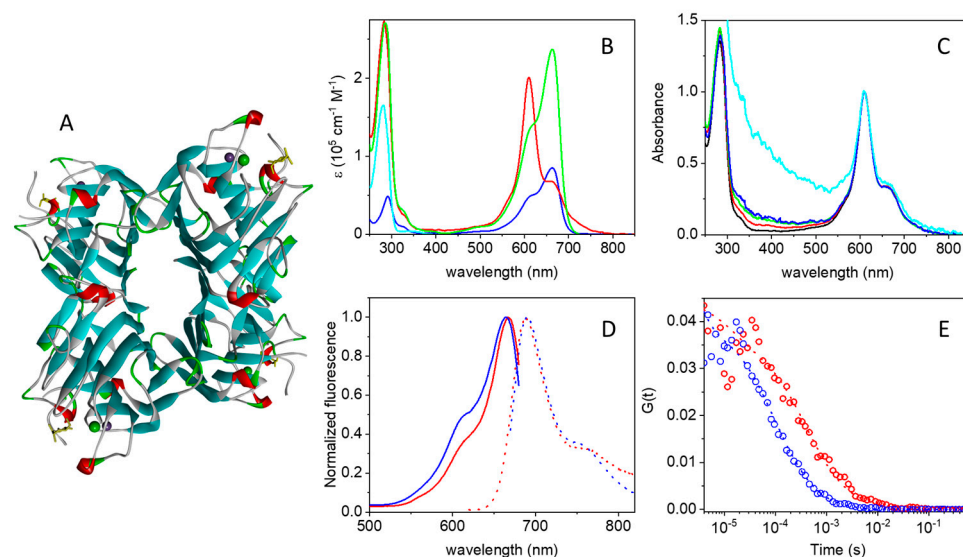 A
B
ε (10⁵ cm⁻¹ M⁻¹)
2
1
0
300 400 500 600 700 800
wavelength (nm)
C
Absorbance
1.5
1.0
0.5
0.0
300 400 500 600 700 800
wavelength (nm)
D
Normalized fluorescence
1.0
0.8
0.6
0.4
0.2
0.0
500 600 700 800
wavelength (nm)
E
G(t)
0.04
0.03
0.02
0.01
0.00
10⁻⁵ 10⁻⁴ 10⁻³ 10⁻² 10⁻¹
Time (s)